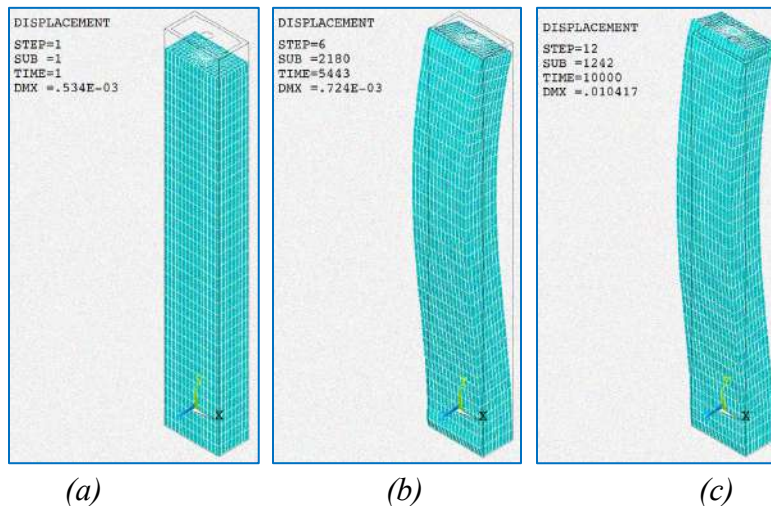 DISPLACEMENT
STEP=1
SUB =1
TIME=1
DMX =.534E-03
X
(a)
DISPLACEMENT
STEP=6
SUB =2180
TIME=5443
DMX =.724E-03
X
(b)
DISPLACEMENT
STEP=12
SUB =1242
TIME=10000
DMX =.010417
X
(c)